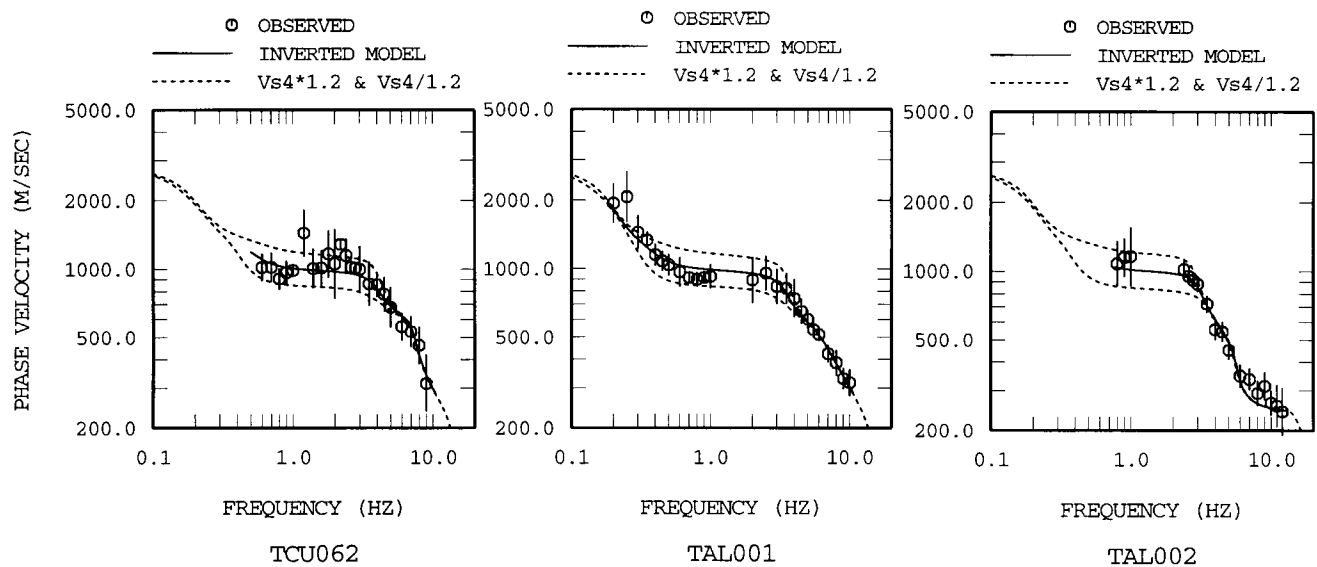 OBSERVED
INVERTED MODEL
Vs4*1.2 & Vs4/1.2
OBSERVED
INVERTED MODEL
Vs4*1.2 & Vs4/1.2
OBSERVED
INVERTED MODEL
Vs4*1.2 & Vs4/1.2
PHASE VELOCITY (M/SEC)
5000.0
2000.0
1000.0
500.0
200.0
0.1 1.0 10.0
FREQUENCY (HZ)
TCU062
5000.0
2000.0
1000.0
500.0
200.0
0.1 1.0 10.0
FREQUENCY (HZ)
TAL001
5000.0
2000.0
1000.0
500.0
200.0
0.1 1.0 10.0
FREQUENCY (HZ)
TAL002